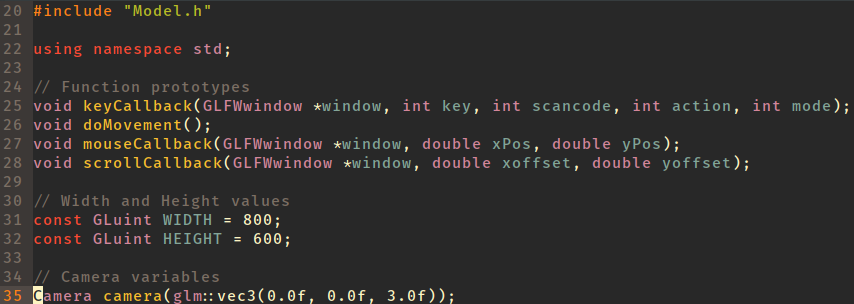 20 #include "Model.h"
21
22 using namespace std;
23
24 // Function prototypes
25 void keyCallback(GLFWwindow *window, int key, int scancode, int action, int mode);
26 void doMovement();
27 void mouseCallback(GLFWwindow *window, double xPos, double yPos);
28 void scrollCallback(GLFWwindow *window, double xoffset, double yoffset);
29
30 // Width and Height values
31 const GLuint WIDTH = 800;
32 const GLuint HEIGHT = 600;
33
34 // Camera variables
35 Camera camera(glm::vec3(0.0f, 0.0f, 3.0f));